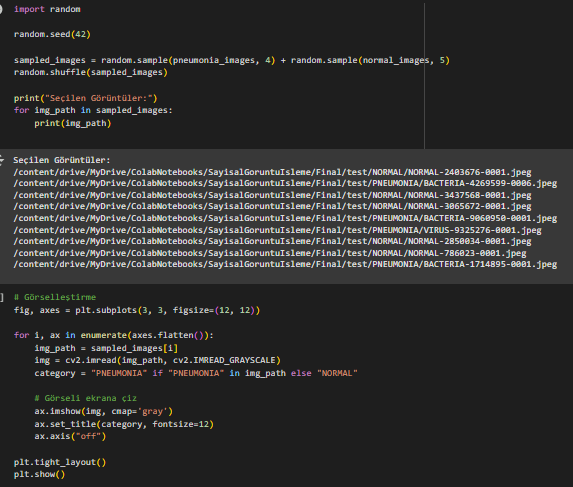 import random
random.seed(42)
sampled_images = random.sample(pneumonia_images, 4) + random.sample(normal_images, 5)
random.shuffle(sampled_images)
print("Seçilen Görüntüler:")
for img_path in sampled_images:
    print(img_path)
Seçilen Görüntüler:
/content/drive/MyDrive/ColabNotebooks/SayisalGoruntuIsleme/Final/test/NORMAL/NORMAL-2403676-0001.jpeg
/content/drive/MyDrive/ColabNotebooks/SayisalGoruntuIsleme/Final/test/PNEUMONIA/BACTERIA-4269599-0006.jpeg
/content/drive/MyDrive/ColabNotebooks/SayisalGoruntuIsleme/Final/test/NORMAL/NORMAL-3437568-0001.jpeg
/content/drive/MyDrive/ColabNotebooks/SayisalGoruntuIsleme/Final/test/NORMAL/NORMAL-3065672-0001.jpeg
/content/drive/MyDrive/ColabNotebooks/SayisalGoruntuIsleme/Final/test/PNEUMONIA/BACTERIA-9060950-0001.jpeg
/content/drive/MyDrive/ColabNotebooks/SayisalGoruntuIsleme/Final/test/PNEUMONIA/VIRUS-9325276-0001.jpeg
/content/drive/MyDrive/ColabNotebooks/SayisalGoruntuIsleme/Final/test/NORMAL/NORMAL-2850034-0001.jpeg
/content/drive/MyDrive/ColabNotebooks/SayisalGoruntuIsleme/Final/test/NORMAL/NORMAL-786023-0001.jpeg
/content/drive/MyDrive/ColabNotebooks/SayisalGoruntuIsleme/Final/test/PNEUMONIA/BACTERIA-1714895-0001.jpeg
# Görselleştirme
fig, axes = plt.subplots(3, 3, figsize=(12, 12))
for i, ax in enumerate(axes.flatten()):
    img_path = sampled_images[i]
    img = cv2.imread(img_path, cv2.IMREAD_GRAYSCALE)
    category = "PNEUMONIA" if "PNEUMONIA" in img_path else "NORMAL"
    # Görseli ekrana çiz
    ax.imshow(img, cmap='gray')
    ax.set_title(category, fontsize=12)
    ax.axis("off")
plt.tight_layout()
plt.show()